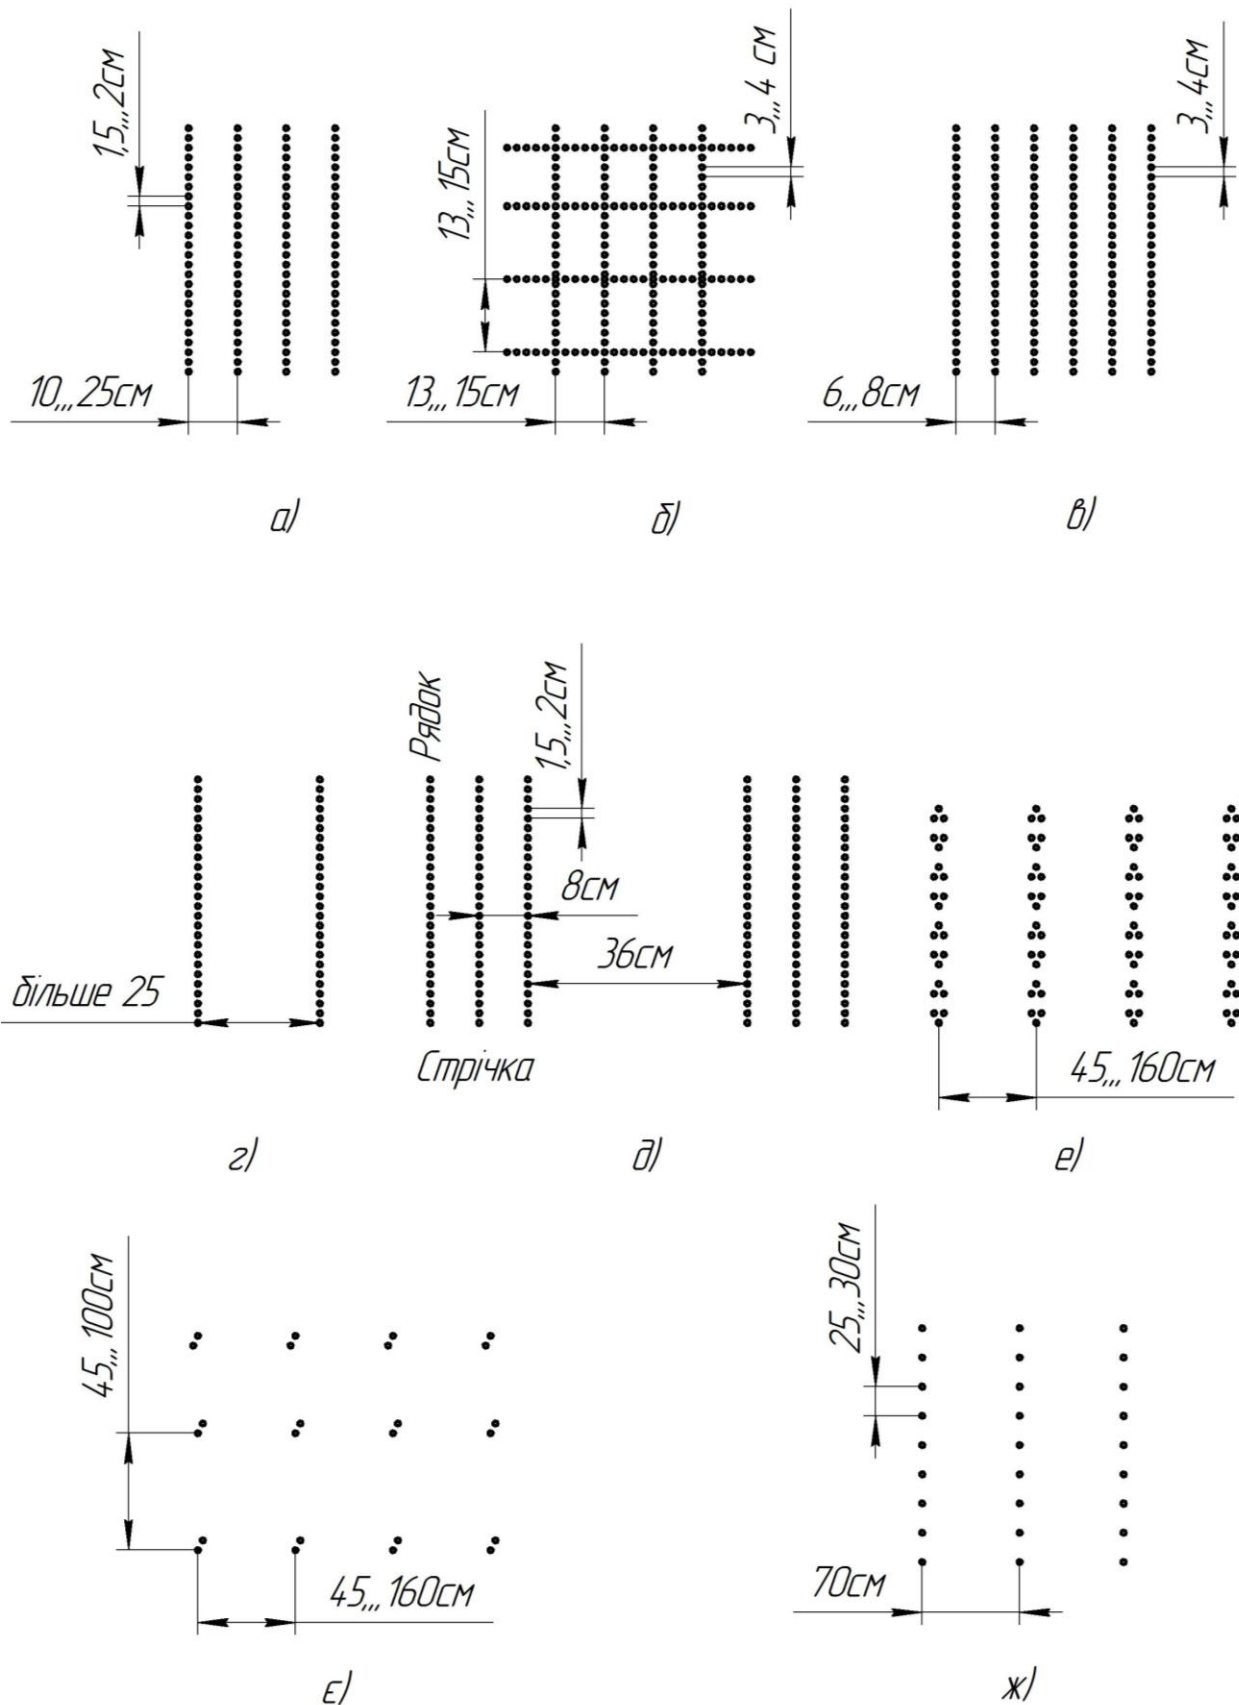 1,5,,,2см
10,,,25см
а)
13,,,15см
3,,,4 см
13,,,15см
б)
3,,,4см
6,,,8см
в)
більше 25
г)
Рядок
1,5,,,2см
8см
36см
Стрічка
д)
45,,,160см
е)
45,,,100см
45,,,160см
є)
25,,,30см
70см
ж)